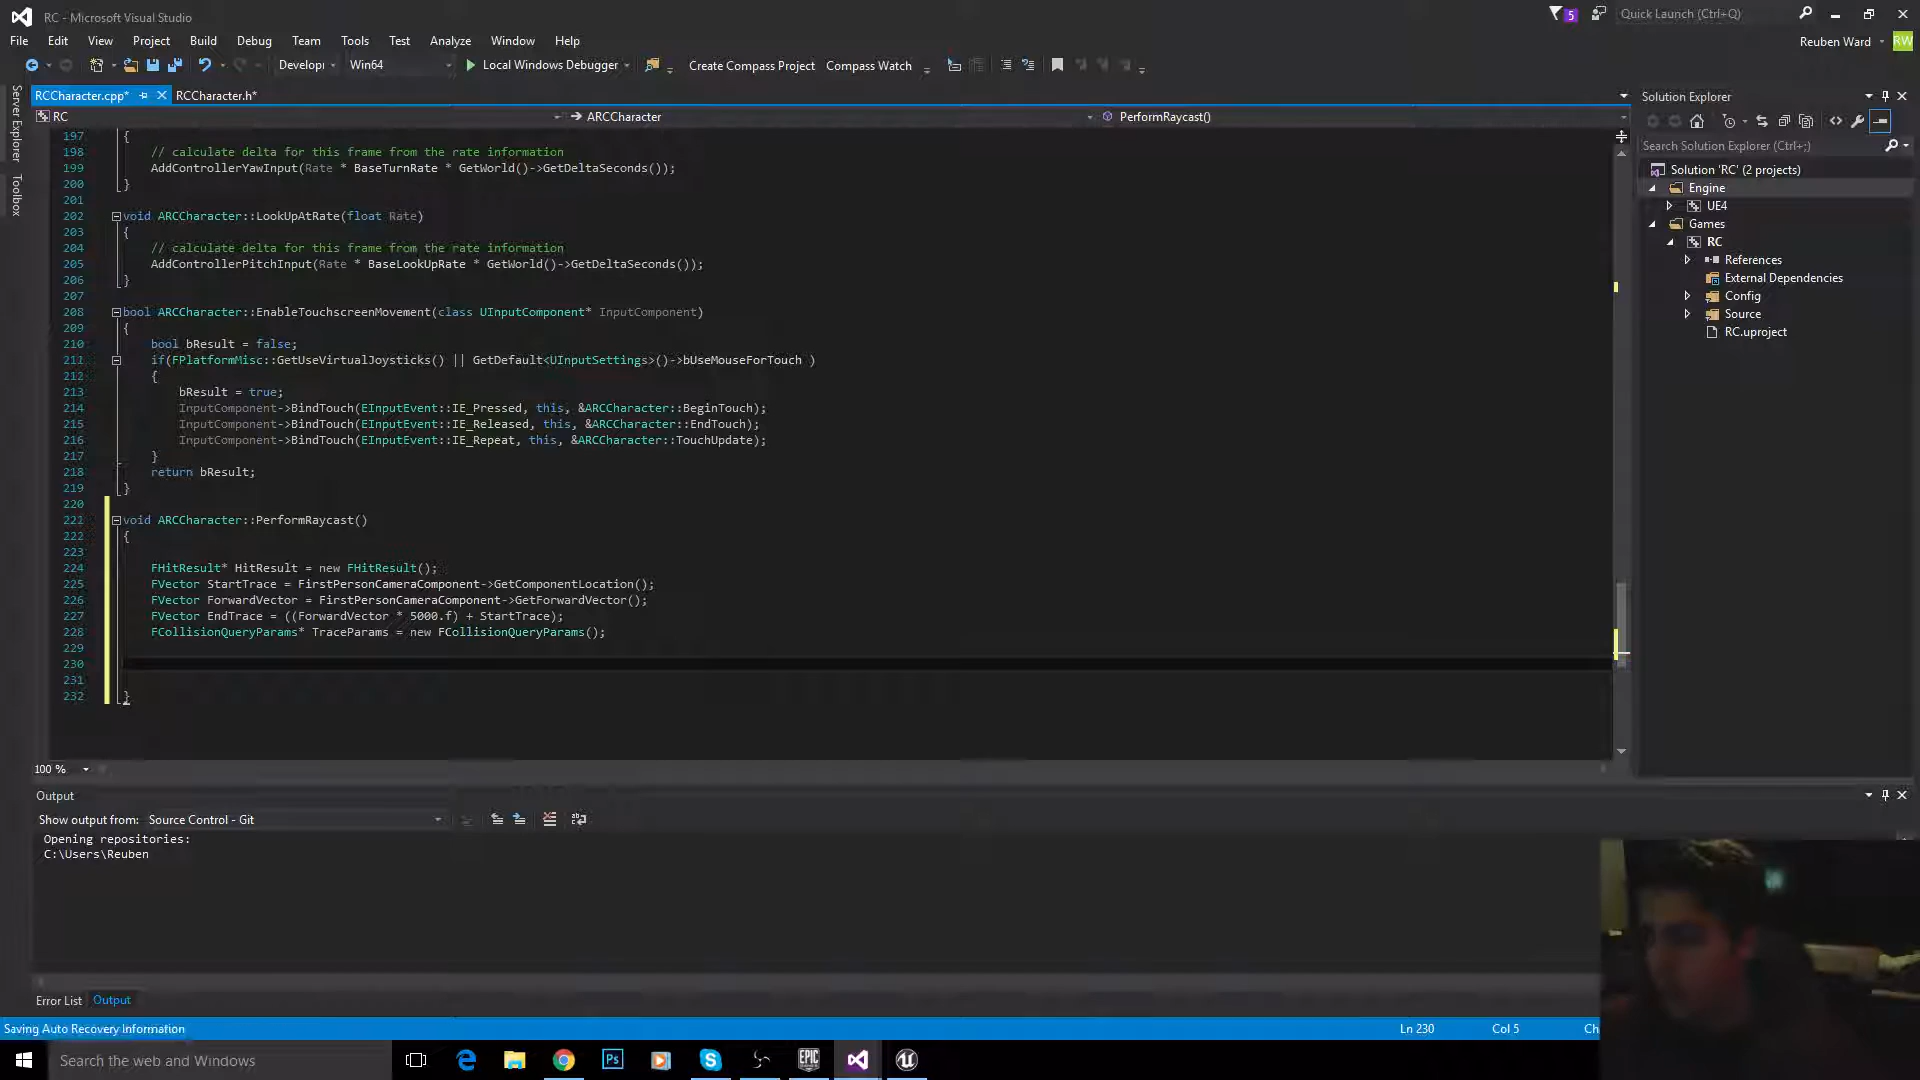 RC - Microsoft Visual Studio
5
Quick Launch (Ctrl+Q)
File Edit View Project Build Debug Team Tools Test Analyze Window Help
Reuben Ward
RW
Win64
Local Windows Debugger
Create Compass Project
Compass Watch
Server Explorer
Toolbox
RCCharacter.cpp*
RCCharacter.h*
RC
ARCCharacter
PerformRaycast()
197 {
198 // calculate delta for this frame from the rate information
199 AddControllerYawInput(Rate * BaseTurnRate * GetWorld()->GetDeltaSeconds());
200 }
201
202 void ARCCharacter::LookUpAtRate(float Rate)
203 {
204 // calculate delta for this frame from the rate information
205 AddControllerPitchInput(Rate * BaseLookUpRate * GetWorld()->GetDeltaSeconds());
206 }
207
208 bool ARCCharacter::EnableTouchscreenMovement(class UInputComponent* InputComponent)
209 {
210 bool bResult = false;
211 if(FPlatformMisc::GetUseVirtualJoysticks() || GetDefault<UInputSettings>()->bUseMouseForTouch )
212 {
213 bResult = true;
214 InputComponent->BindTouch(EInputEvent::IE_Pressed, this, &ARCCharacter::BeginTouch);
215 InputComponent->BindTouch(EInputEvent::IE_Released, this, &ARCCharacter::EndTouch);
216 InputComponent->BindTouch(EInputEvent::IE_Repeat, this, &ARCCharacter::TouchUpdate);
217 }
218 return bResult;
219 }
220
221 void ARCCharacter::PerformRaycast()
222 {
223
224 FHitResult* HitResult = new FHitResult();
225 FVector StartTrace = FirstPersonCameraComponent->GetComponentLocation();
226 FVector ForwardVector = FirstPersonCameraComponent->GetForwardVector();
227 FVector EndTrace = ((ForwardVector * 5000.f) + StartTrace);
228 FCollisionQueryParams* TraceParams = new FCollisionQueryParams();
229
230
231
232 }
100 %
Solution Explorer
Search Solution Explorer (Ctrl+;)
Solution 'RC' (2 projects)
Engine
UE4
Games
RC
References
External Dependencies
Config
Source
RC.uproject
Output
Show output from: Source Control - Git
Opening repositories:
C:\Users\Reuben
Error List
Output
Saving Auto Recovery Information
Ln 230
Col 5
Search the web and Windows
Ps
EPIC